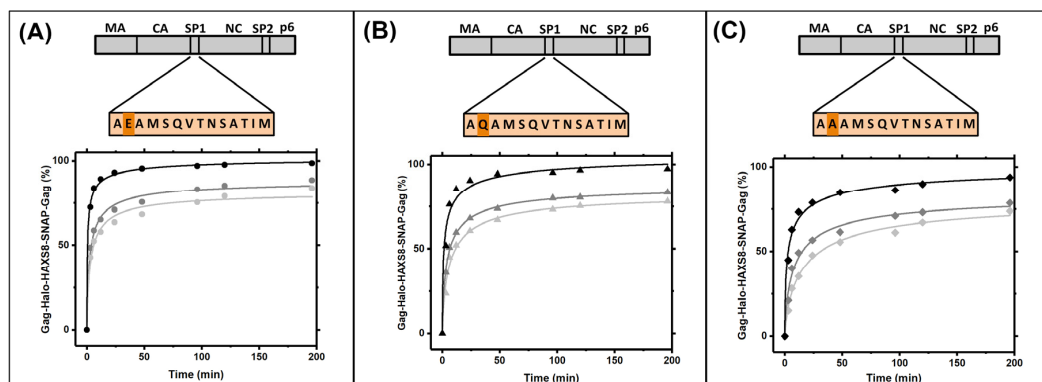 (A)
MA CA SP1 NC SP2 p6
A E A M S Q V T N S A T I M
Gag-Halo-HAXS8-SNAP-Gag (%)
100
50
0
0 50 100 150 200
Time (min)
(B)
MA CA SP1 NC SP2 p6
A Q A M S Q V T N S A T I M
Gag-Halo-HAXS8-SNAP-Gag (%)
100
50
0
0 50 100 150 200
Time (min)
(C)
MA CA SP1 NC SP2 p6
A A A M S Q V T N S A T I M
Gag-Halo-HAXS8-SNAP-Gag (%)
100
50
0
0 50 100 150 200
Time (min)